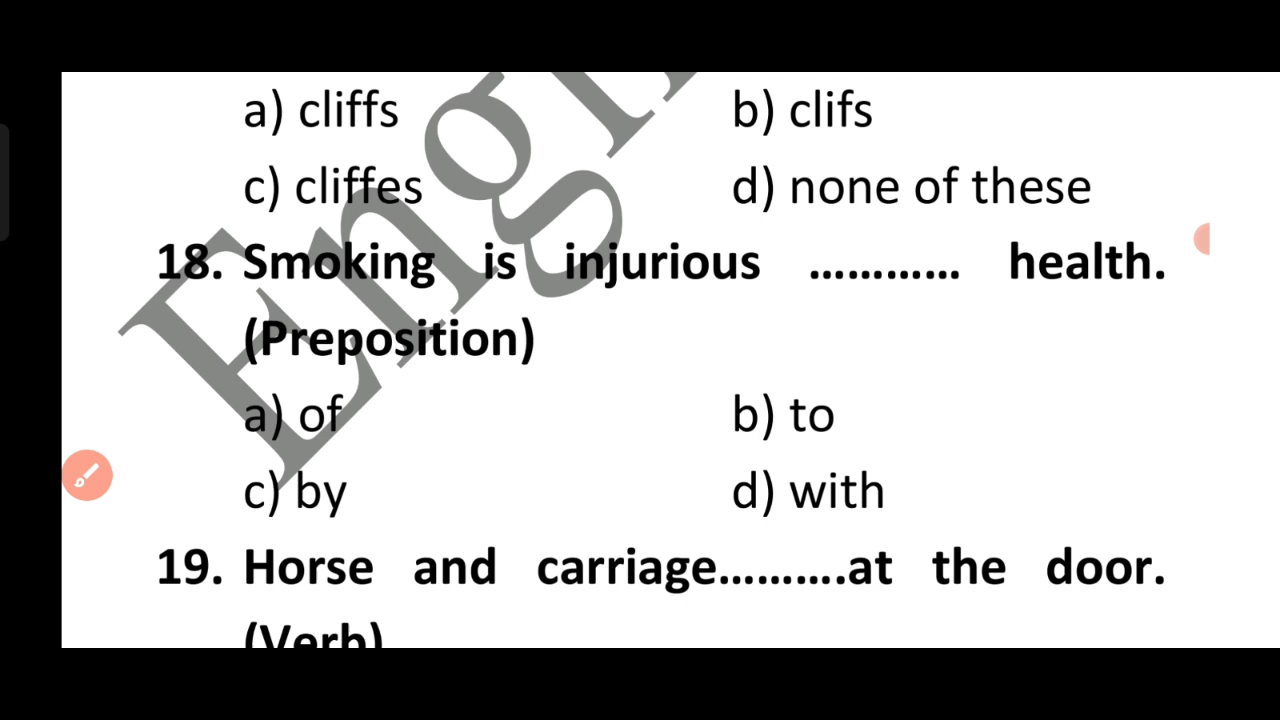 a) cliffs b) clifs
c) cliffes d) none of these
18. Smoking is injurious ………… health.
(Preposition)
a) of b) to
c) by d) with
19. Horse and carriage……….at the door.
(Verb)